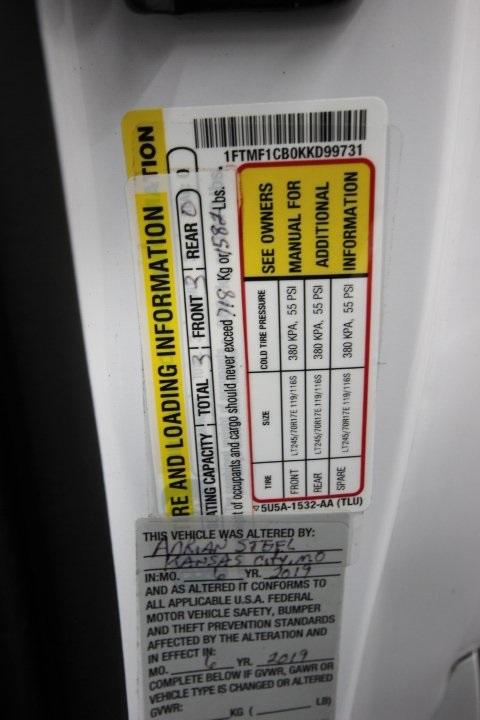 1FTMF1CB0KKD99731
TION
RE AND LOADING INFORMATION
ATING CAPACITY TOTAL 3 FRONT 3 REAR 0
of occupants and cargo should never exceed 718 Kg or 1582 Lbs.
TIRE SIZE COLD TIRE PRESSURE
FRONT LT245/70R17E 119/116S 380 KPA, 55 PSI
REAR LT245/70R17E 119/116S 380 KPA, 55 PSI
SPARE LT245/70R17E 119/116S 380 KPA, 55 PSI
SEE OWNERS
MANUAL FOR
ADDITIONAL
INFORMATION
5U5A-1532-AA (TLU)
THIS VEHICLE WAS ALTERED BY:
ADRIAN STEEL
KANSAS CITY, MO
IN:MO. 6 YR. 2019
AND AS ALTERED IT CONFORMS TO
ALL APPLICABLE U.S.A. FEDERAL
MOTOR VEHICLE SAFETY, BUMPER
AND THEFT PREVENTION STANDARDS
AFFECTED BY THE ALTERATION AND
IN EFFECT IN:
MO. 6 YR. 2019
COMPLETE BELOW IF GVWR, GAWR OR
VEHICLE TYPE IS CHANGED OR ALTERED
GVWR: KG ( LB)